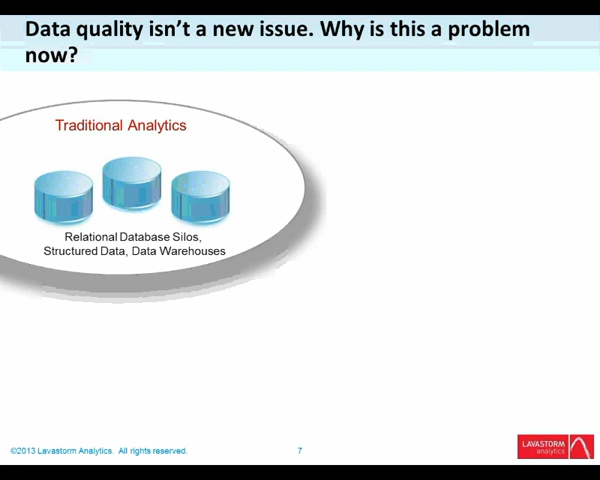 Data quality isn't a new issue. Why is this a problem
now?
Traditional Analytics
Relational Database Silos,
Structured Data, Data Warehouses
©2013 Lavastorm Analytics. All rights reserved.
7
LAVASTORM
analytics